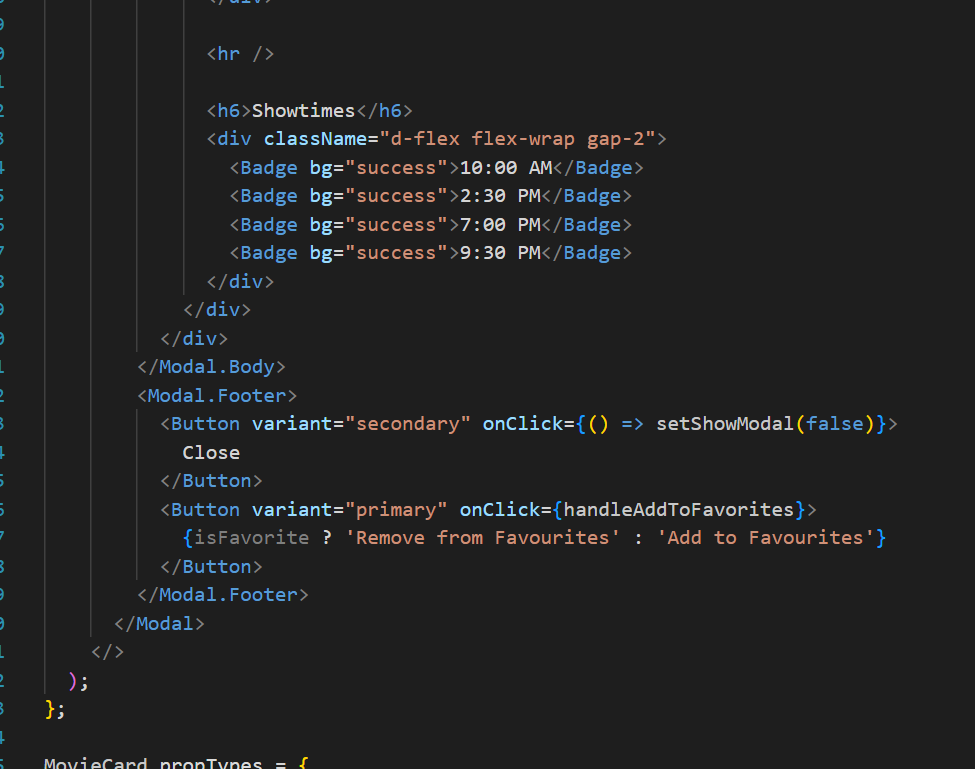 </div>
<hr />
<h6>Showtimes</h6>
<div className="d-flex flex-wrap gap-2">
<Badge bg="success">10:00 AM</Badge>
<Badge bg="success">2:30 PM</Badge>
<Badge bg="success">7:00 PM</Badge>
<Badge bg="success">9:30 PM</Badge>
</div>
</div>
</div>
</Modal.Body>
<Modal.Footer>
<Button variant="secondary" onClick={() => setShowModal(false)}>
Close
</Button>
<Button variant="primary" onClick={handleAddToFavorites}>
{isFavorite ? 'Remove from Favourites' : 'Add to Favourites'}
</Button>
</Modal.Footer>
</Modal>
</>
);
};
MovieCard.propTypes = {